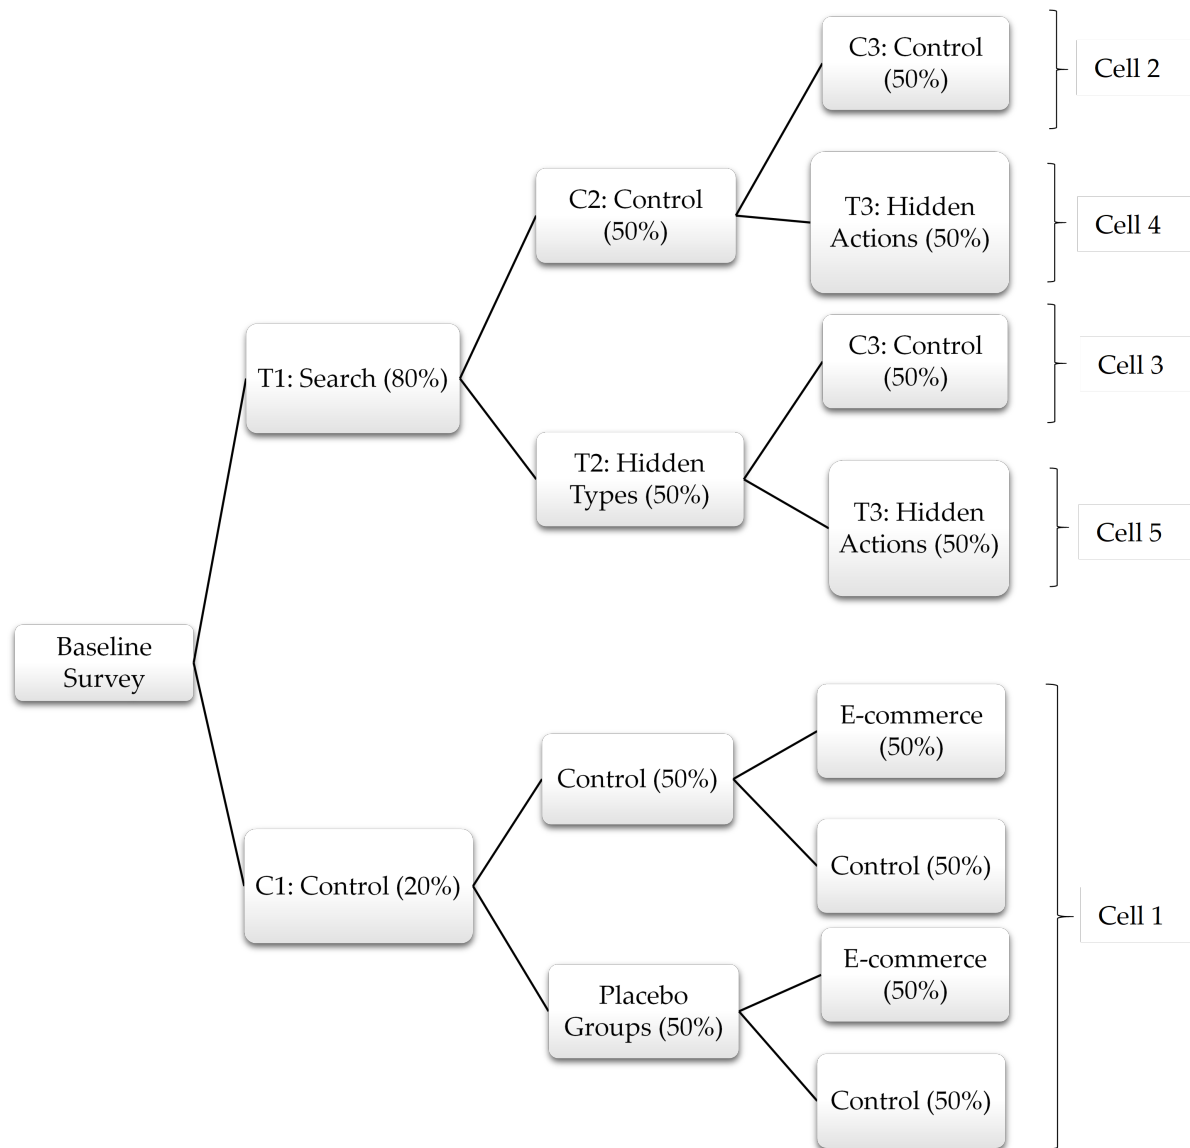 C3: Control
(50%)
Cell 2
C2: Control
(50%)
T3: Hidden
Actions (50%)
Cell 4
T1: Search (80%)
C3: Control
(50%)
Cell 3
T2: Hidden
Types (50%)
T3: Hidden
Actions (50%)
Cell 5
Baseline
Survey
E-commerce
(50%)
Control (50%)
Control (50%)
C1: Control (20%)
Cell 1
E-commerce
(50%)
Placebo
Groups (50%)
Control (50%)